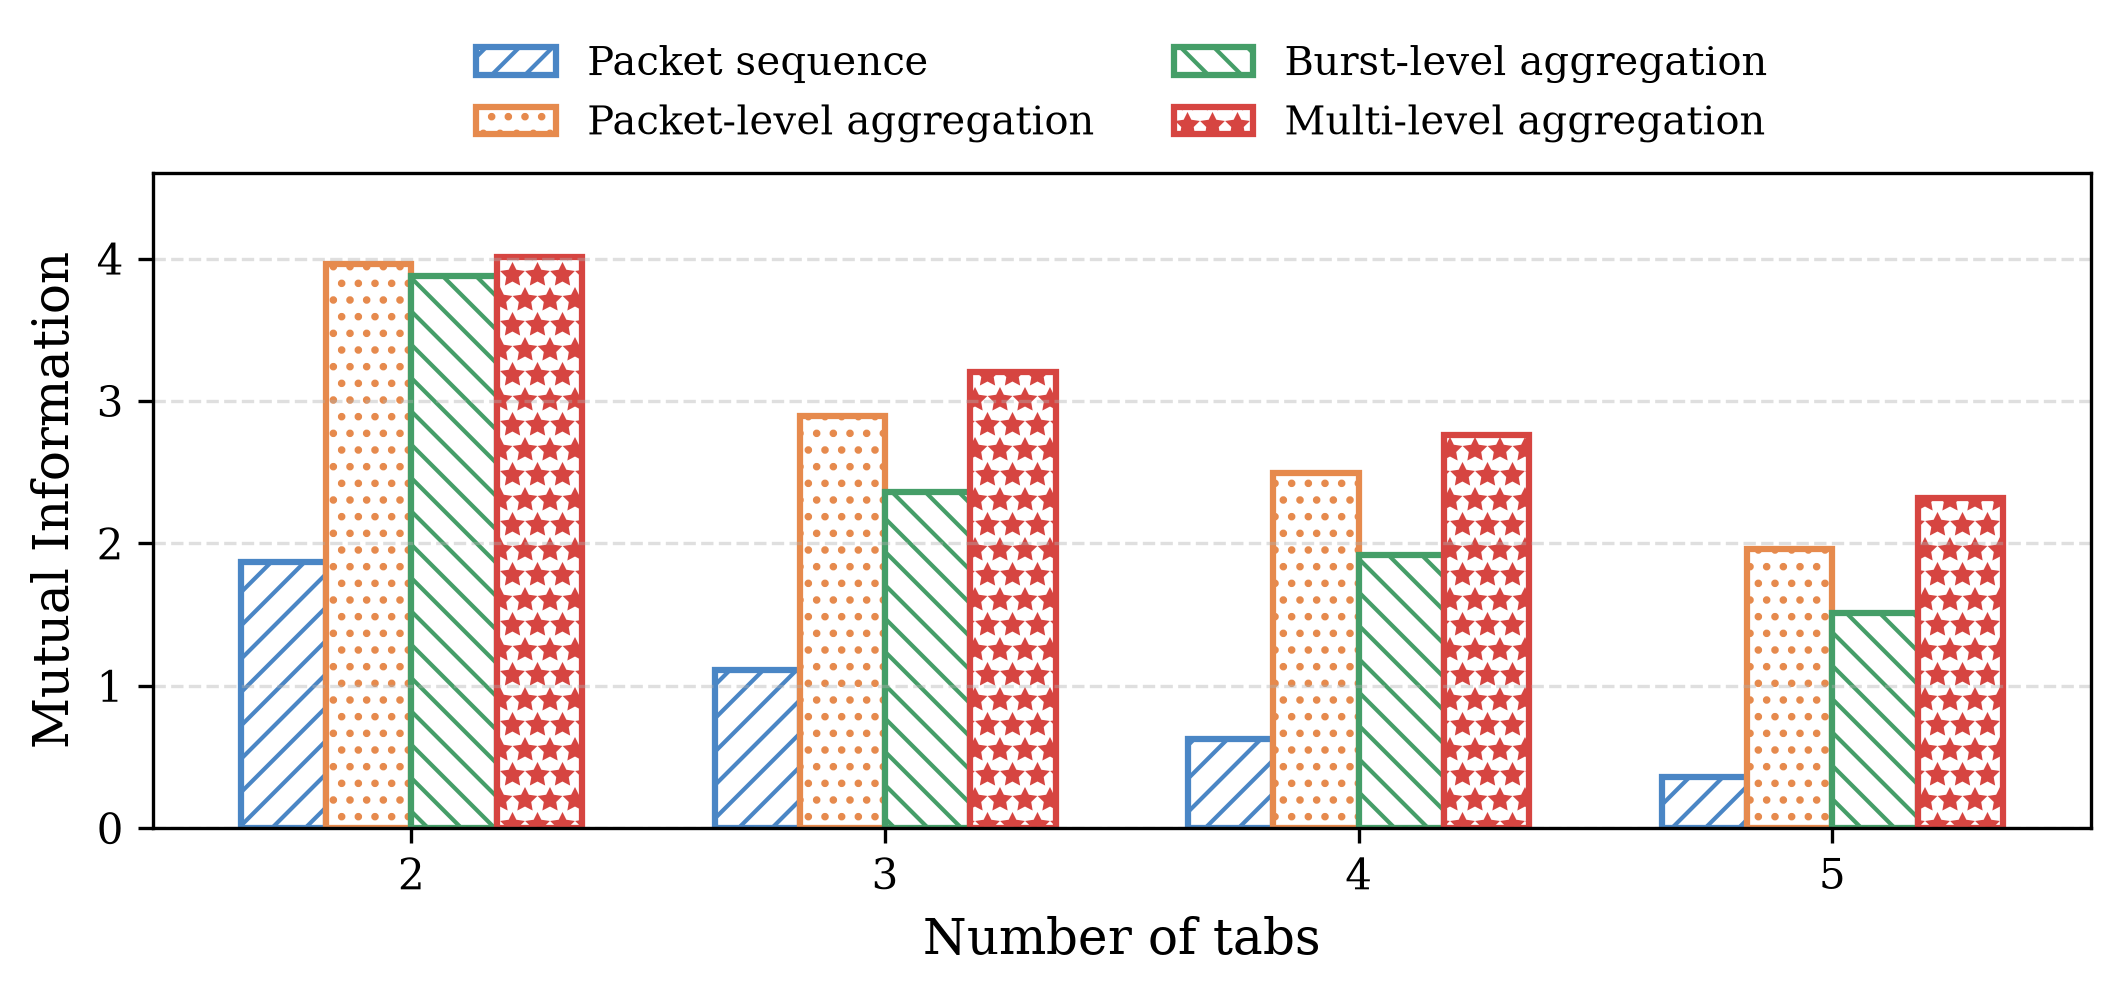 Packet sequence
Packet-level aggregation
Burst-level aggregation
Multi-level aggregation
Mutual Information
4
3
2
1
0
2 3 4 5
Number of tabs